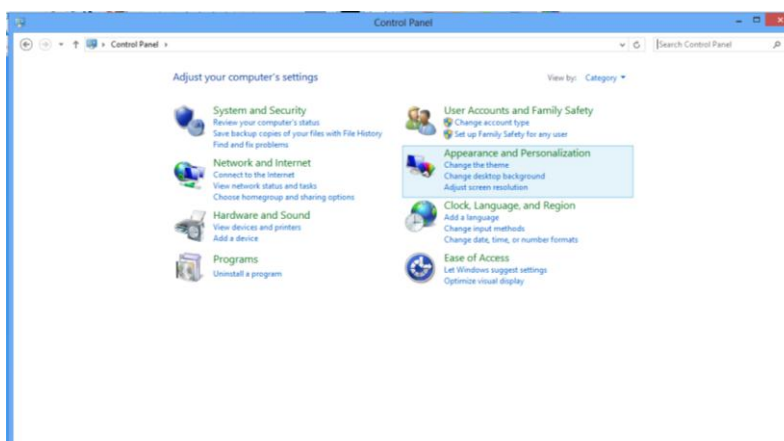 Control Panel
Control Panel
Search Control Panel
Adjust your computer's settings
View by: Category
System and Security
Review your computer's status
Save backup copies of your files with File History
Find and fix problems
Network and Internet
Connect to the Internet
View network status and tasks
Choose homegroup and sharing options
Hardware and Sound
View devices and printers
Add a device
Programs
Uninstall a program
User Accounts and Family Safety
Change account type
Set up Family Safety for any user
Appearance and Personalization
Change the theme
Change desktop background
Adjust screen resolution
Clock, Language, and Region
Add a language
Change input methods
Change date, time, or number formats
Ease of Access
Let Windows suggest settings
Optimize visual display